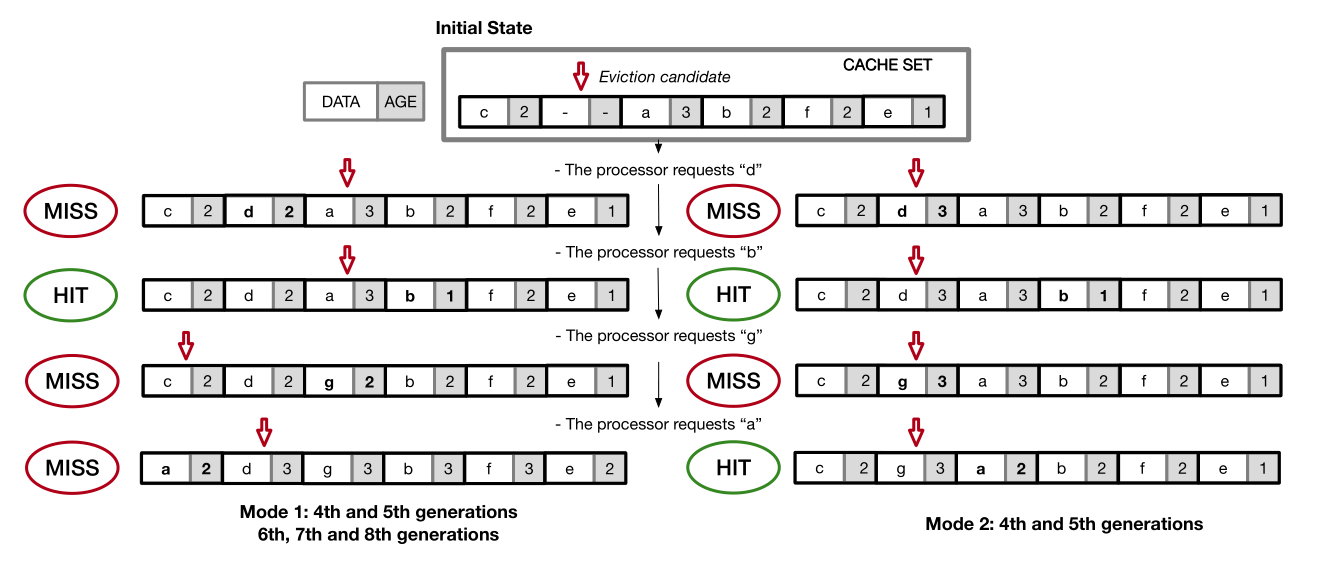 Initial State
CACHE SET
Eviction candidate
DATA AGE
c 2 - - a 3 b 2 f 2 e 1
- The processor requests “d”
MISS c 2 d 2 a 3 b 2 f 2 e 1
MISS c 2 d 3 a 3 b 2 f 2 e 1
- The processor requests “b”
HIT c 2 d 2 a 3 b 1 f 2 e 1
HIT c 2 d 3 a 3 b 1 f 2 e 1
- The processor requests “g”
MISS c 2 d 2 g 2 b 2 f 2 e 1
MISS c 2 g 3 a 3 b 2 f 2 e 1
- The processor requests “a”
MISS a 2 d 3 g 3 b 3 f 3 e 2
HIT c 2 g 3 a 2 b 2 f 2 e 1
Mode 1: 4th and 5th generations
6th, 7th and 8th generations
Mode 2: 4th and 5th generations